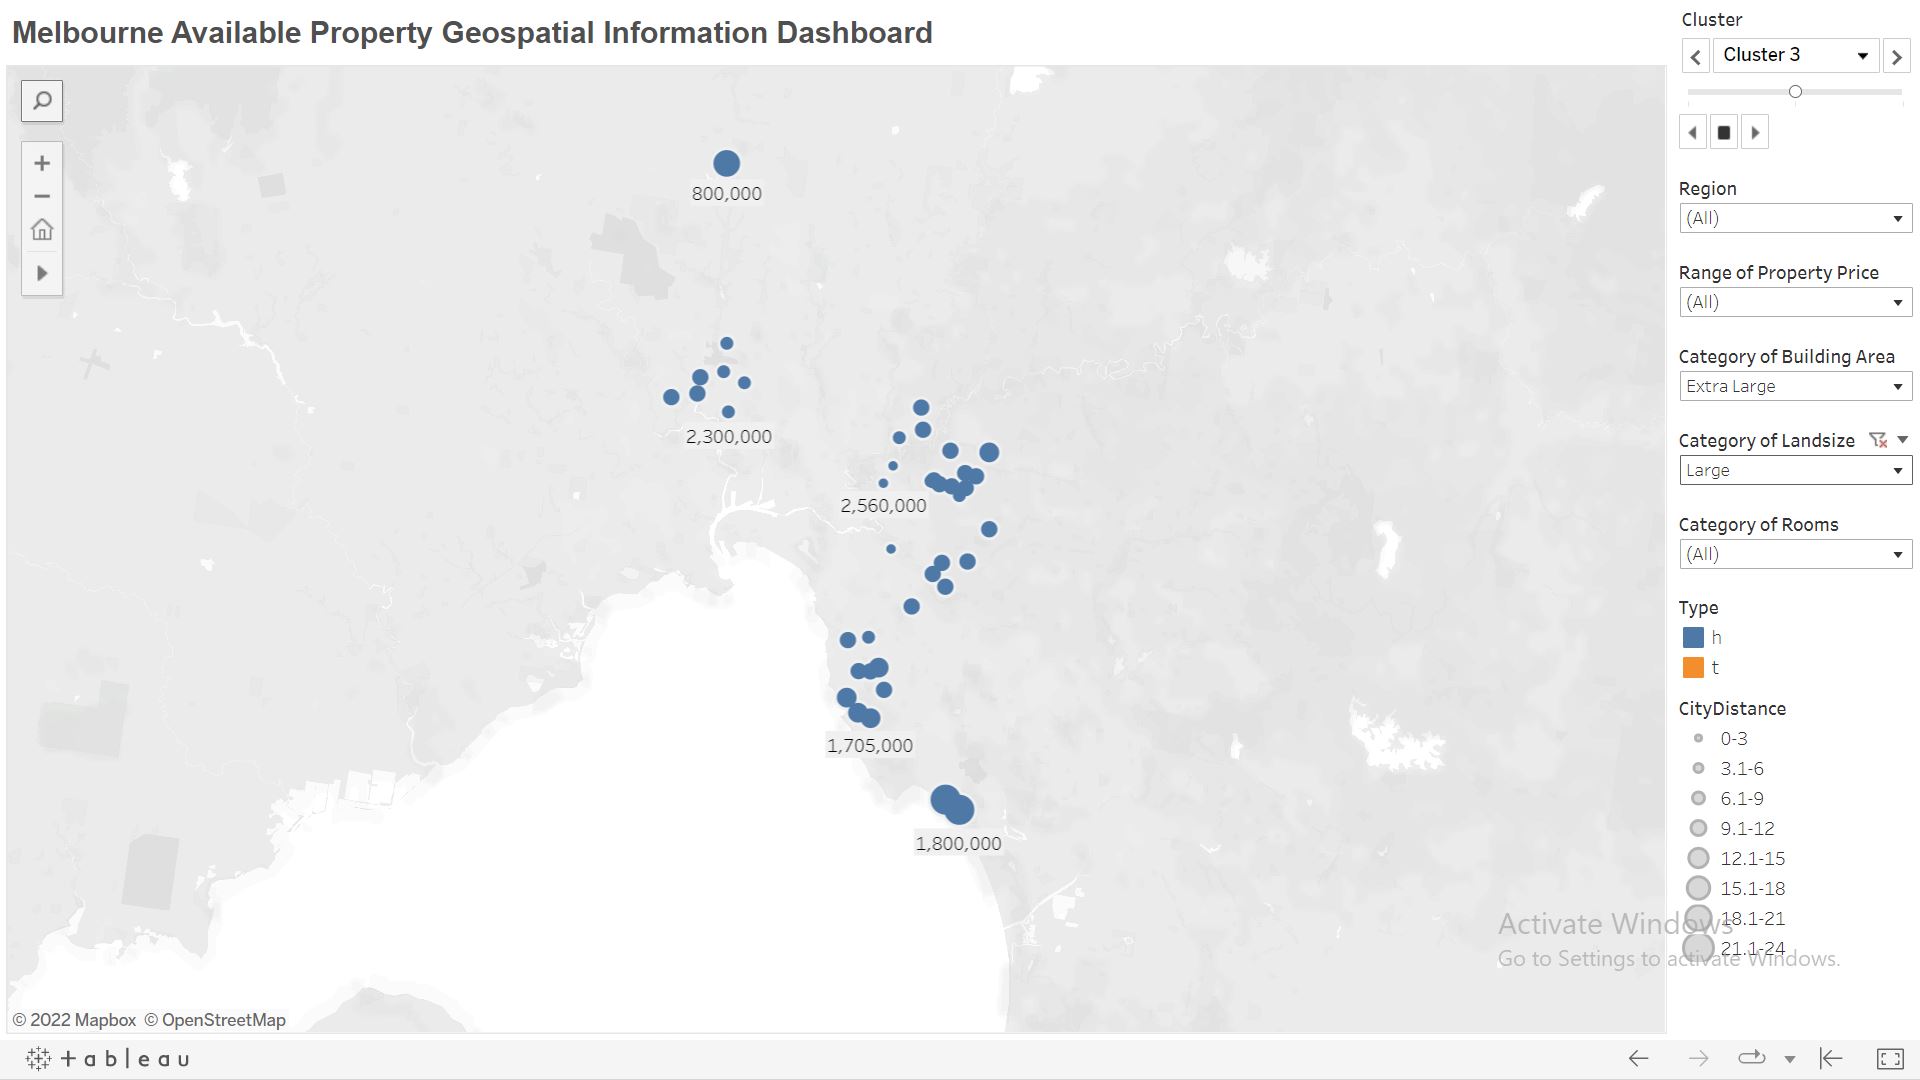 Melbourne Available Property Geospatial Information Dashboard
800,000
2,300,000
2,560,000
1,705,000
1,800,000
© 2022 Mapbox © OpenStreetMap
Cluster
Cluster 3
Region
(All)
Range of Property Price
(All)
Category of Building Area
Extra Large
Category of Landsize
Large
Category of Rooms
(All)
Type
h
t
CityDistance
0-3
3.1-6
6.1-9
9.1-12
12.1-15
15.1-18
18.1-21
21.1-24
Activate Windows
Go to Settings to activate Windows.
+ a b l e a u